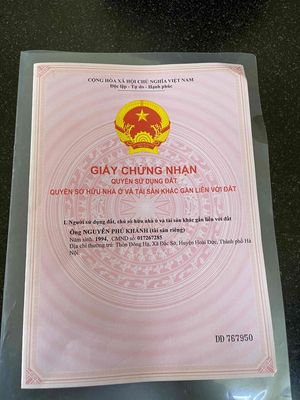 CỘNG HÒA XÃ HỘI CHỦ NGHĨA VIỆT NAM
Độc lập - Tự do - Hạnh phúc
GIẤY CHỨNG NHẬN
QUYỀN SỬ DỤNG ĐẤT
QUYỀN SỞ HỮU NHÀ Ở VÀ TÀI SẢN KHÁC GẮN LIỀN VỚI ĐẤT
I. Người sử dụng đất, chủ sở hữu nhà ở và tài sản khác gắn liền với đất
Ông NGUYỄN PHÚ KHÁNH (tài sản riêng)
Năm sinh: 1994, CMND số: 017267285
Địa chỉ thường trú: Thôn Đông Hạ, Xã Đắc Sở, Huyện Hoài Đức, Thành phố Hà
Nội
DD 767950